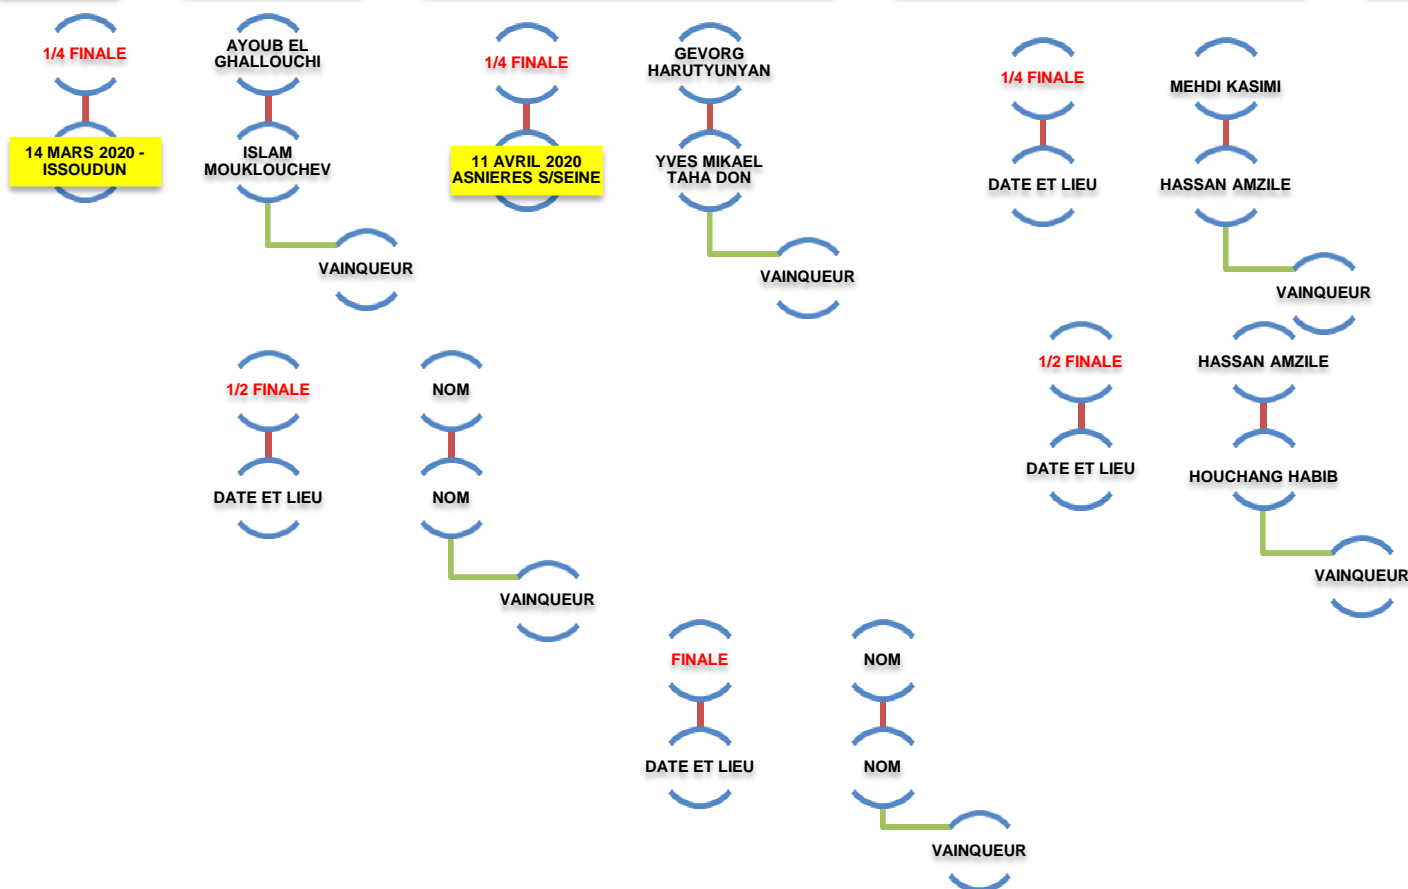 1/4 FINALE
14 MARS 2020 -
ISSOUDUN
AYOUB EL
GHALLOUCHI
ISLAM
MOUKLOUCHEV
VAINQUEUR
1/4 FINALE
11 AVRIL 2020
ASNIERES S/SEINE
GEVORG
HARUTYUNYAN
YVES MIKAEL
TAHA DON
VAINQUEUR
1/4 FINALE
DATE ET LIEU
MEHDI KASIMI
HASSAN AMZILE
VAINQUEUR
1/2 FINALE
DATE ET LIEU
NOM
NOM
VAINQUEUR
1/2 FINALE
DATE ET LIEU
HASSAN AMZILE
HOUCHANG HABIB
VAINQUEUR
FINALE
DATE ET LIEU
NOM
NOM
VAINQUEUR